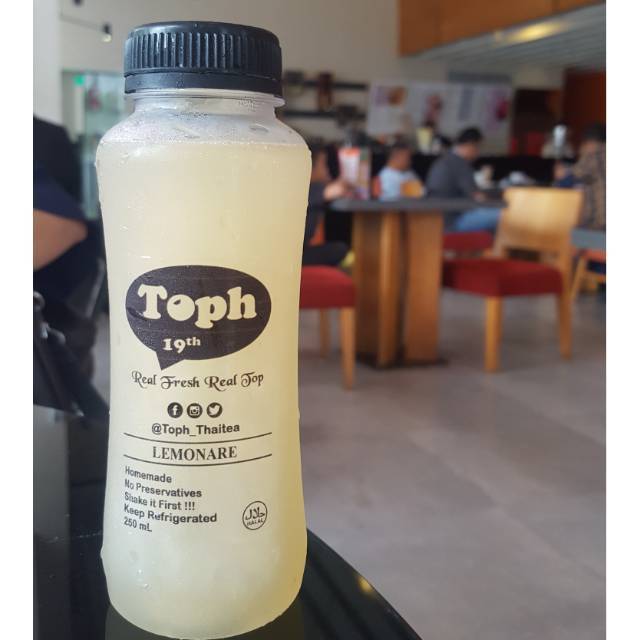 Toph
19th
Real Fresh Real Top
@Toph_Thaitea
LEMONARE
Homemade
No Preservatives
Shake it First !!!
Keep Refrigerated
250 mL
حلال
HALAL